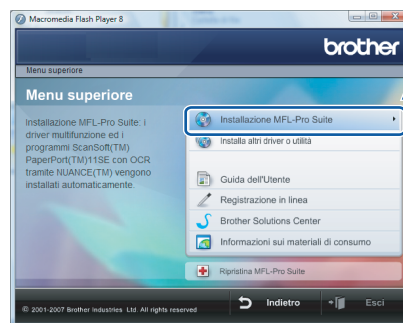 Macromedia Flash Player 8
brother
Menu superiore
Menu superiore
Installazione MFL-Pro Suite: i
driver multifunzione ed i
programmi ScanSoft(TM)
PaperPort(TM)11SE con OCR
tramite NUANCE(TM) vengono
installati automaticamente.
Installazione MFL-Pro Suite
Installa altri driver o utilità
Guida dell'Utente
Registrazione in linea
Brother Solutions Center
Informazioni sui materiali di consumo
Ripristina MFL-Pro Suite
© 2001-2007 Brother Industries Ltd. All rights reserved
Indietro
Esci